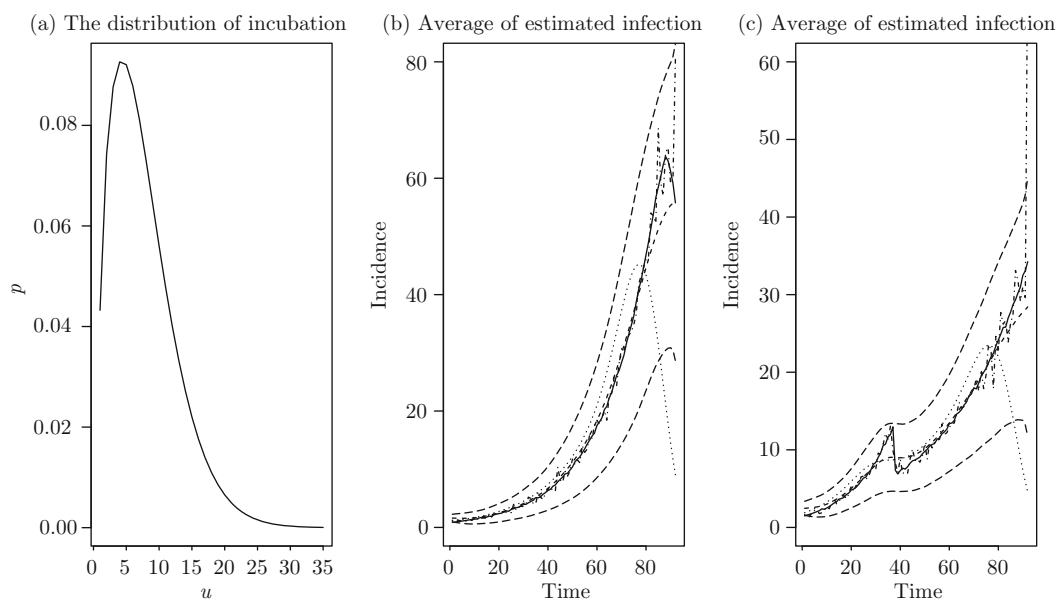 (a) The distribution of incubation
p
0.08
0.06
0.04
0.02
0.00
0 5 10 15 20 25 30 35
u
(b) Average of estimated infection
Incidence
80
60
40
20
0
0 20 40 60 80
Time
(c) Average of estimated infection
Incidence
60
50
40
30
20
10
0
0 20 40 60 80
Time